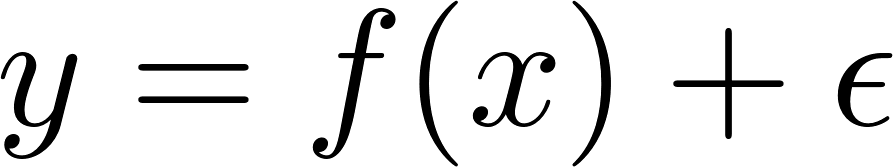 y = f(x) + ϵ